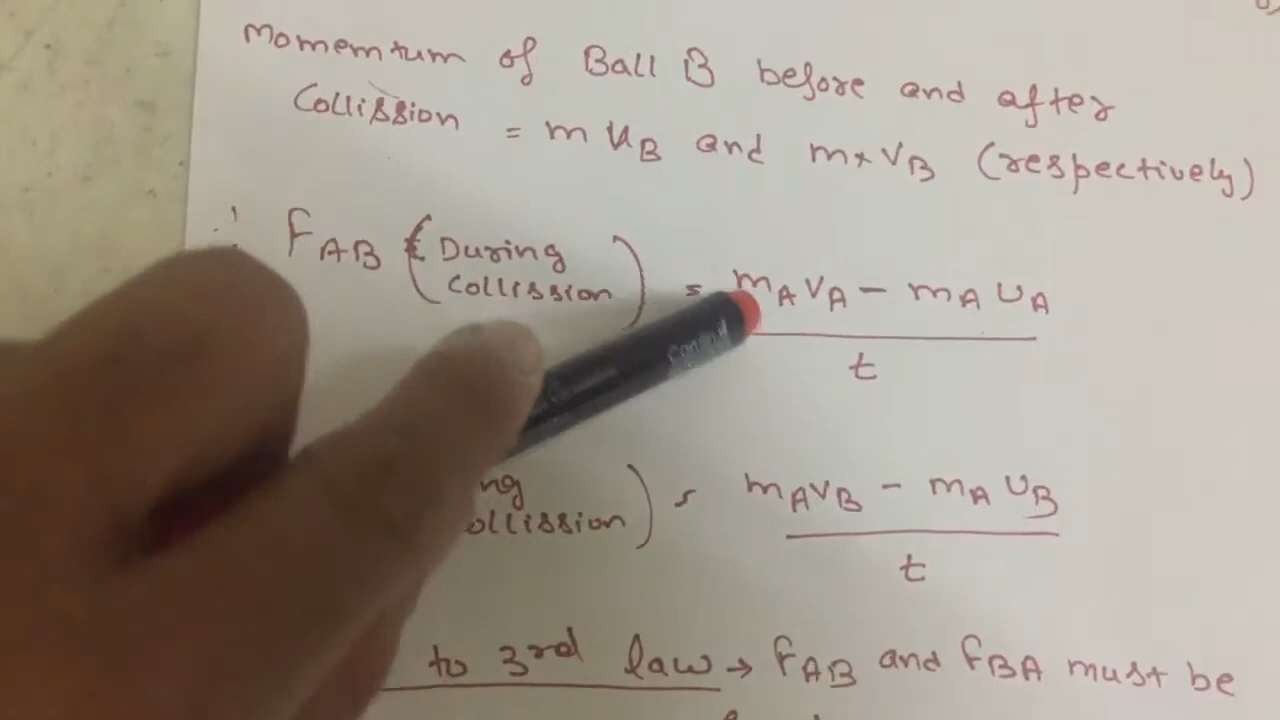 Momentum of Ball B before and after
Collission = m UB and m×VB (respectively)
∴ FAB (During
Collission) = mAVA - mAUA
t
ng
ollission) = mAVB - mAUB
t
to 3rd law → FAB and FBA must be